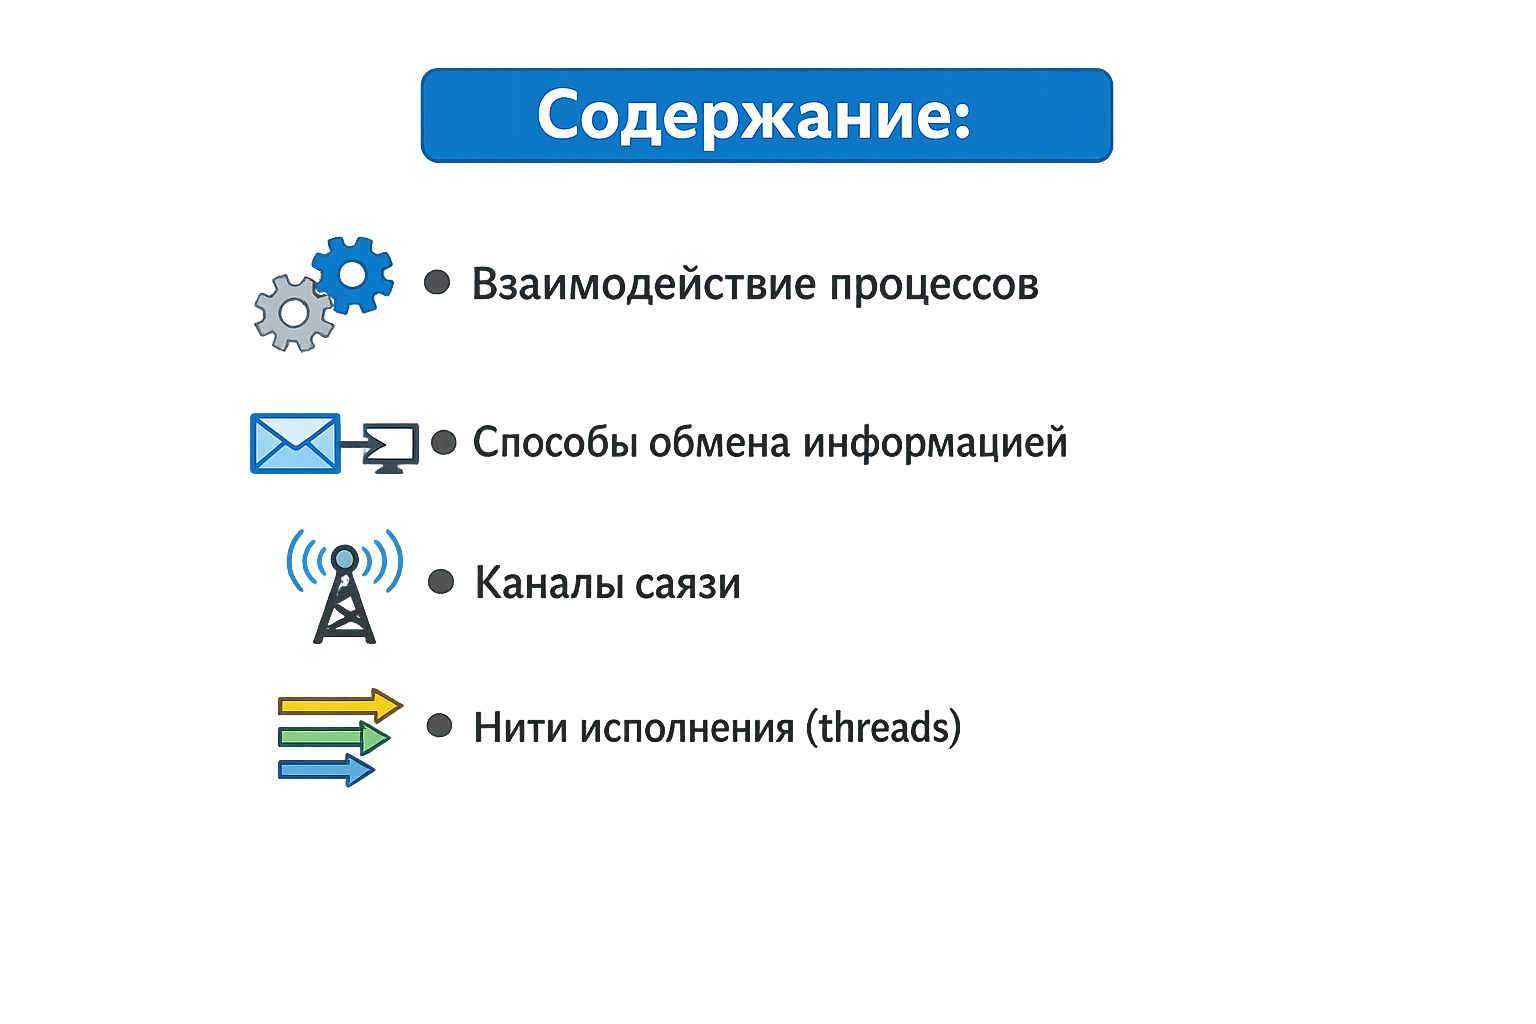 Содержание:
• Взаимодействие процессов
• Способы обмена информацией
• Каналы саязи
• Нити исполнения (threads)